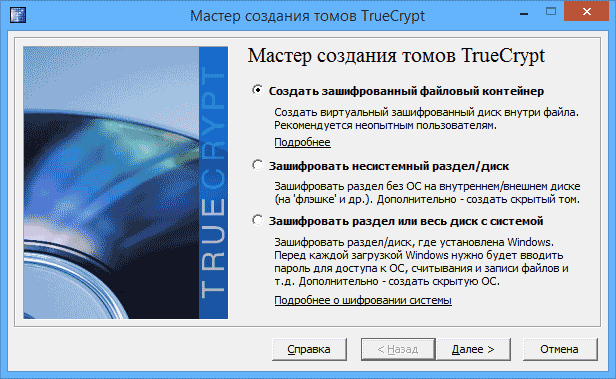 Мастер создания томов TrueCrypt
Мастер создания томов TrueCrypt
TRUECRYPT
Создать зашифрованный файловый контейнер
Создать виртуальный зашифрованный диск внутри файла.
Рекомендуется неопытным пользователям.
Подробнее
Зашифровать несистемный раздел/диск
Зашифровать раздел без ОС на внутреннем/внешнем диске
(на 'флэшке' и др.). Дополнительно - создать скрытый том.
Зашифровать раздел или весь диск с системой
Зашифровать раздел/диск, где установлена Windows.
Перед каждой загрузкой Windows нужно будет вводить
пароль для доступа к ОС, считывания и записи файлов и
т.д. Дополнительно - создать скрытую ОС.
Подробнее о шифровании системы
Справка
< Назад
Далее >
Отмена